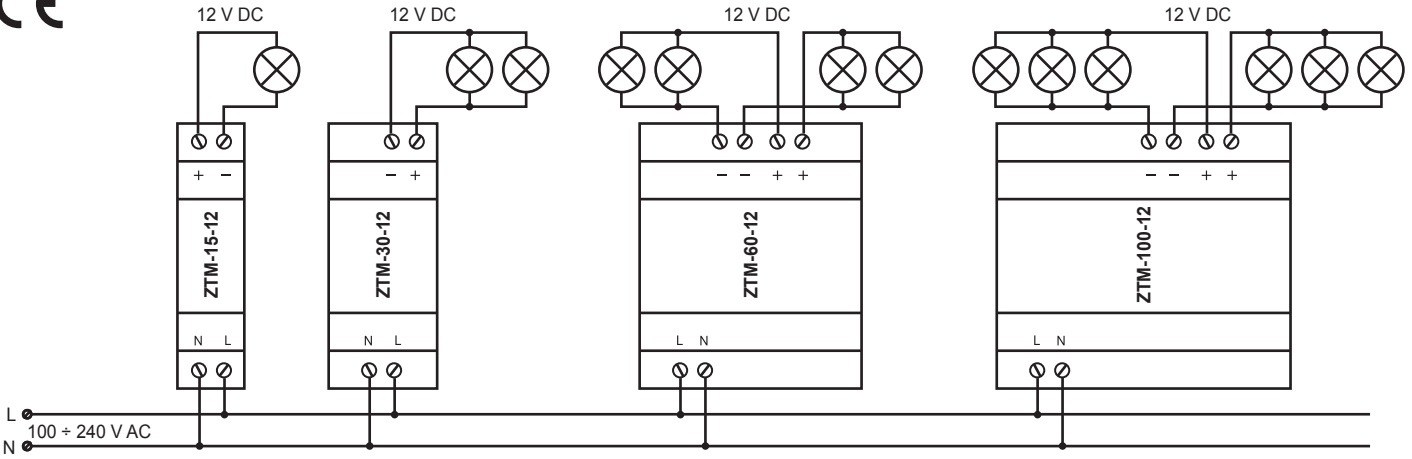 CE
12 V DC
12 V DC
12 V DC
12 V DC
+ −
− +
− − + +
− − + +
ZTM-15-12
ZTM-30-12
ZTM-60-12
ZTM-100-12
N L
N L
L N
L N
L
100 ÷ 240 V AC
N